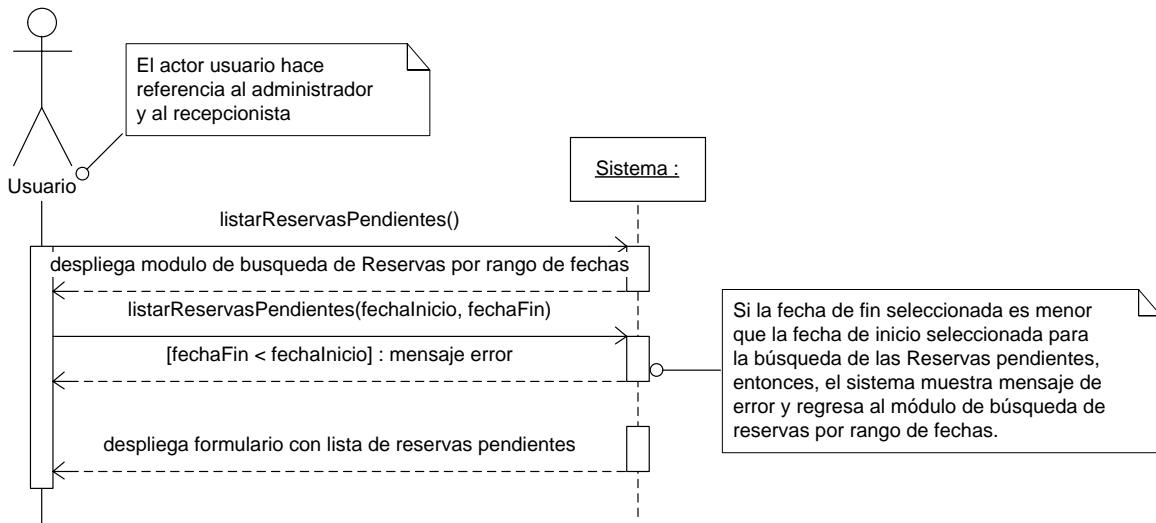 El actor usuario hace
referencia al administrador
y al recepcionista
Usuario
Sistema :
listarReservasPendientes()
despliega modulo de busqueda de Reservas por rango de fechas
listarReservasPendientes(fechaInicio, fechaFin)
[fechaFin < fechaInicio] : mensaje error
Si la fecha de fin seleccionada es menor
que la fecha de inicio seleccionada para
la búsqueda de las Reservas pendientes,
entonces, el sistema muestra mensaje de
error y regresa al módulo de búsqueda de
reservas por rango de fechas.
despliega formulario con lista de reservas pendientes